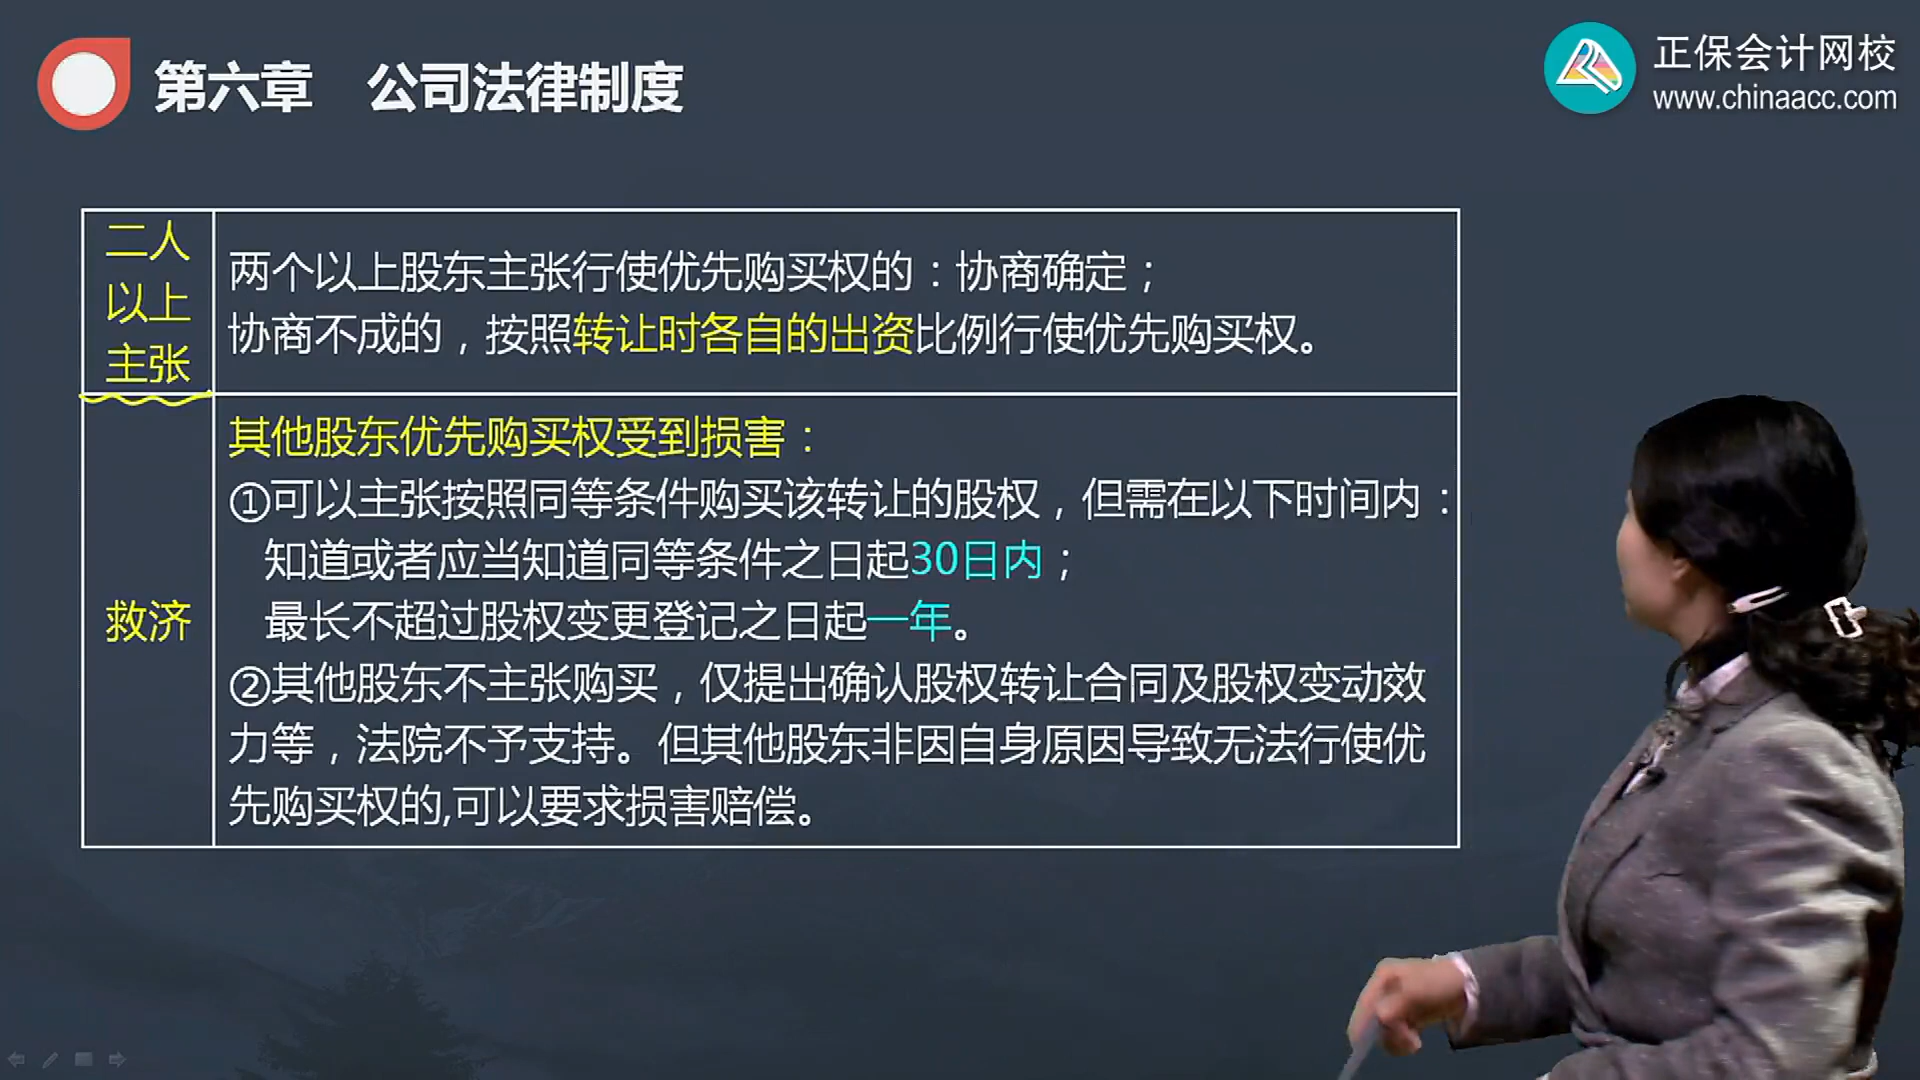 第六章 公司法律制度
正保会计网校
www.chinaacc.com
二人
以上
主张
两个以上股东主张行使优先购买权的：协商确定；
协商不成的，按照转让时各自的出资比例行使优先购买权。
救济
其他股东优先购买权受到损害：
①可以主张按照同等条件购买该转让的股权，但需在以下时间内：
知道或者应当知道同等条件之日起30日内；
最长不超过股权变更登记之日起一年。
②其他股东不主张购买，仅提出确认股权转让合同及股权变动效
力等，法院不予支持。但其他股东非因自身原因导致无法行使优
先购买权的,可以要求损害赔偿。